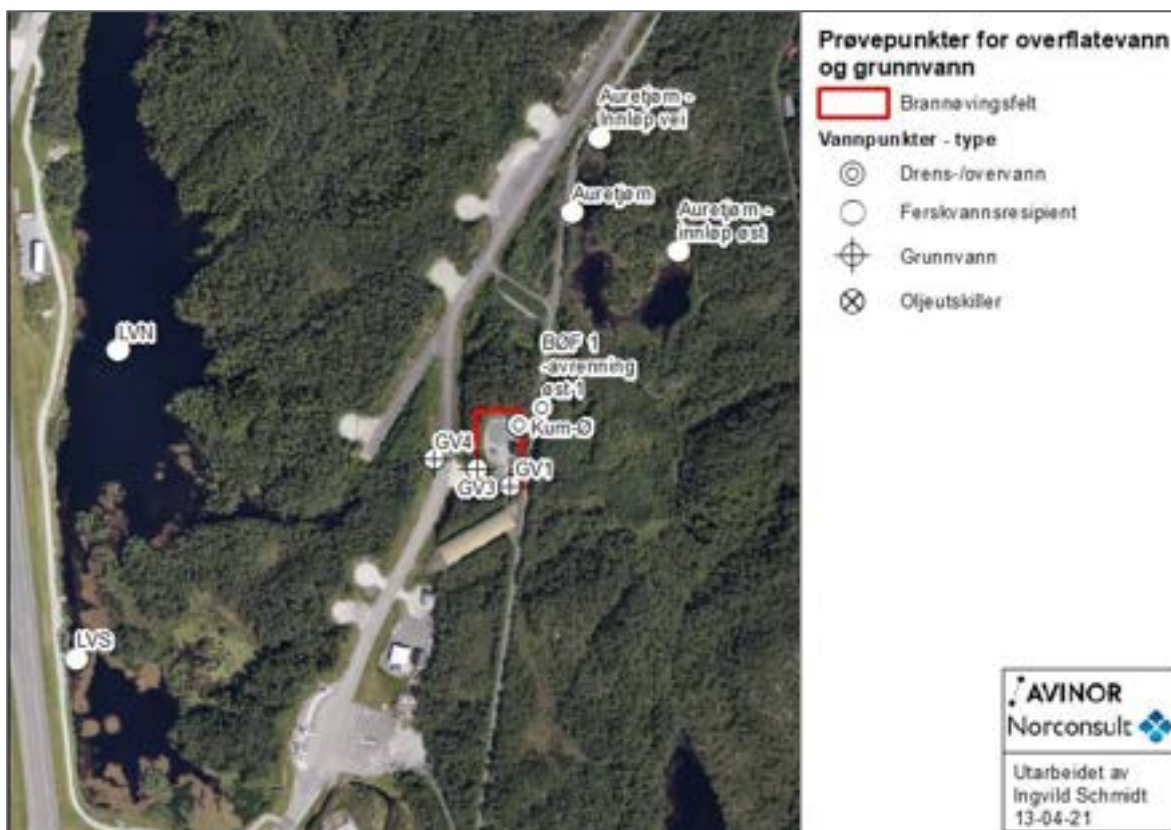 Auretjørn -
Innløp vei
Auretjørn
Auretjørn -
innløp øst
LVN
BØF 1
-avrenning
øst 1
Kum-Ø
GV4
GV3
GV1
LVS
Prøvepunkter for overflatevann
og grunnvann
Brannøvingsfelt
Vannpunkter - type
Drens-/overvann
Ferskvannsresipient
Grunnvann
Oljeutskiller
AVINOR
Norconsult
Utarbeidet av
Ingvild Schmidt
13-04-21